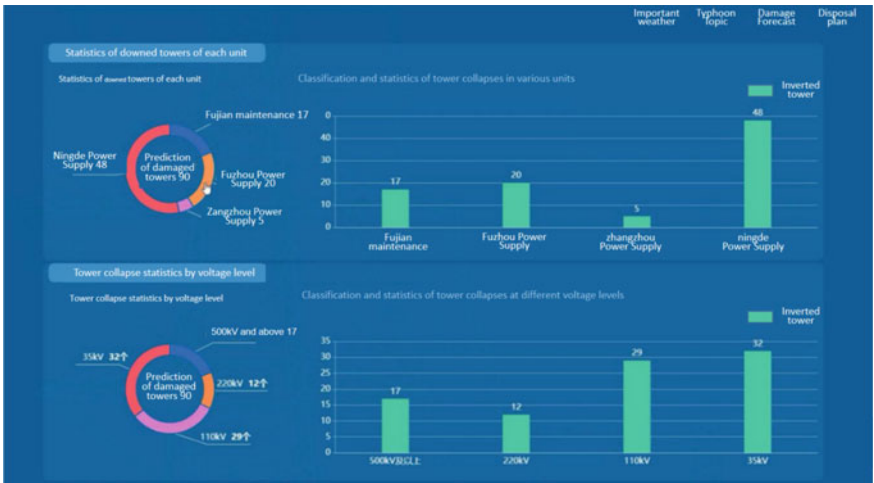 Important weather
Typhoon Topic
Damage Forecast
Disposal plan
Statistics of downed towers of each unit
Statistics of downed towers of each unit
Classification and statistics of tower collapses in various units
Inverted tower
Fujian maintenance 17
Ningde Power Supply 48
Prediction of damaged towers 90
Fuzhou Power Supply 20
Zangzhou Power Supply 5
0
40
30
20
10
0
17
20
5
48
Fujian maintenance
Fuzhou Power Supply
zhangzhou Power Supply
ningde Power Supply
Tower collapse statistics by voltage level
Tower collapse statistics by voltage level
Classification and statistics of tower collapses at different voltage levels
Inverted tower
500kV and above 17
35kV 32个
Prediction of damaged towers 90
220kV 12个
110kV 29个
35
30
25
20
15
10
5
0
17
12
29
32
500kV及以上
220kV
110kV
35kV